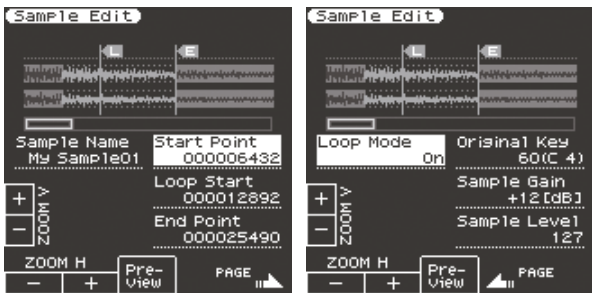 Sample Edit
L E
Sample Name
My Sample01
Start Point
000006432
Loop Start
000012892
End Point
000025490
+
-
ZOOM V
ZOOM H
- +
Pre-
view
PAGE
Sample Edit
L E
Loop Mode
On
Original Key
60(C 4)
Sample Gain
+12[dB]
Sample Level
127
+
-
ZOOM V
ZOOM H
- +
Pre-
view
PAGE